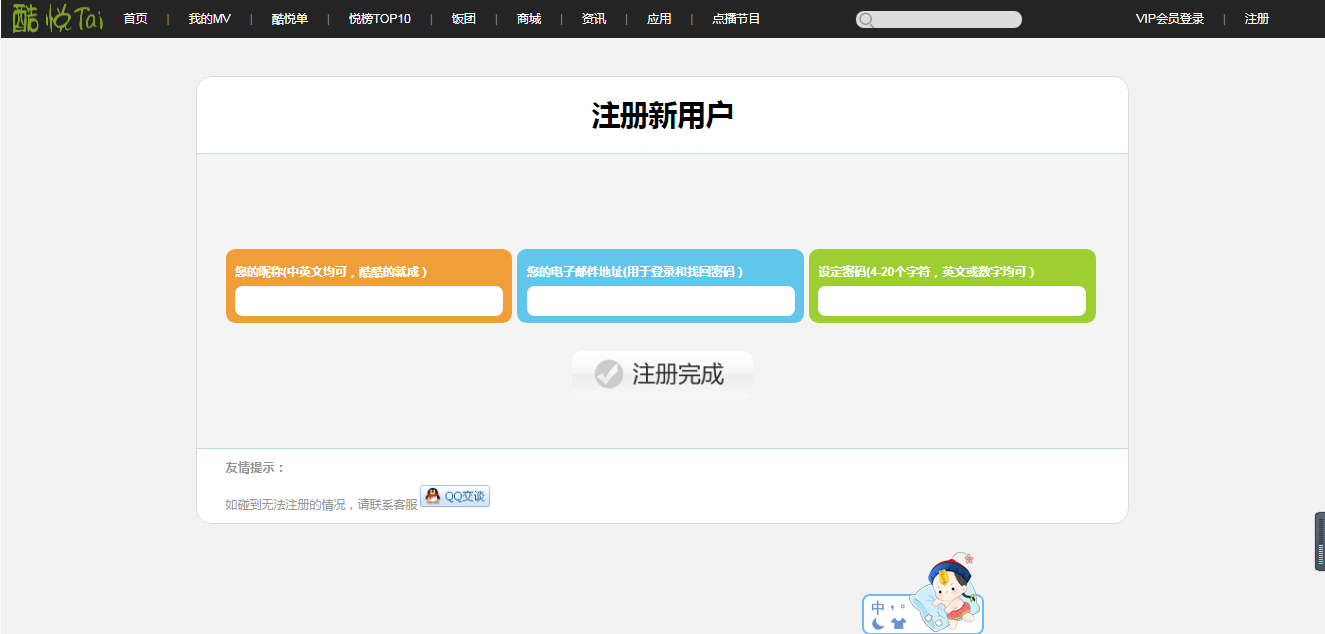 酷悦Tai 首页 | 我的MV | 酷悦单 | 悦榜TOP10 | 饭团 | 商城 | 资讯 | 应用 | 点播节目 VIP会员登录 | 注册
注册新用户
您的昵称(中英文均可，酷酷的就成）
您的电子邮件地址(用于登录和找回密码）
设定密码(4-20个字符，英文或数字均可）
注册完成
友情提示：
如碰到无法注册的情况，请联系客服 QQ交谈
中，。